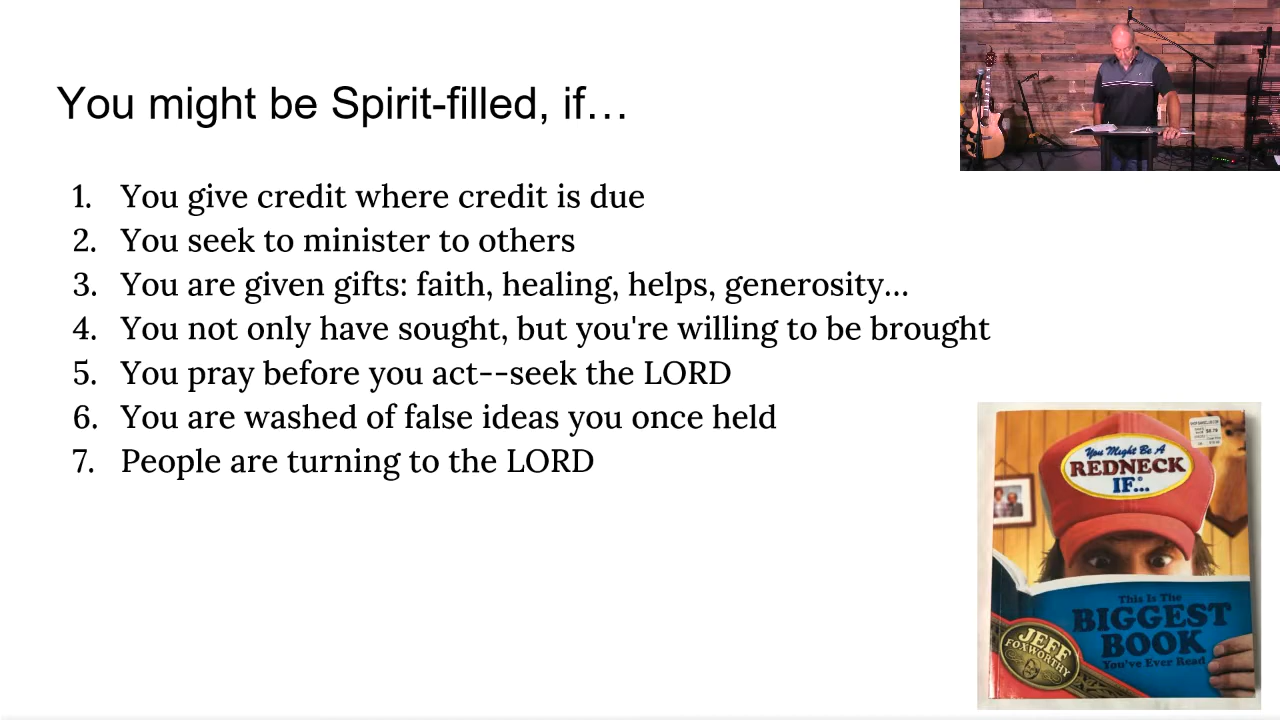 You might be Spirit-filled, if…
1. You give credit where credit is due
2. You seek to minister to others
3. You are given gifts: faith, healing, helps, generosity...
4. You not only have sought, but you're willing to be brought
5. You pray before you act--seek the LORD
6. You are washed of false ideas you once held
7. People are turning to the LORD
You Might Be A
REDNECK
IF...
This Is The
BIGGEST
BOOK
You've Ever Read
JEFF
FOXWORTHY